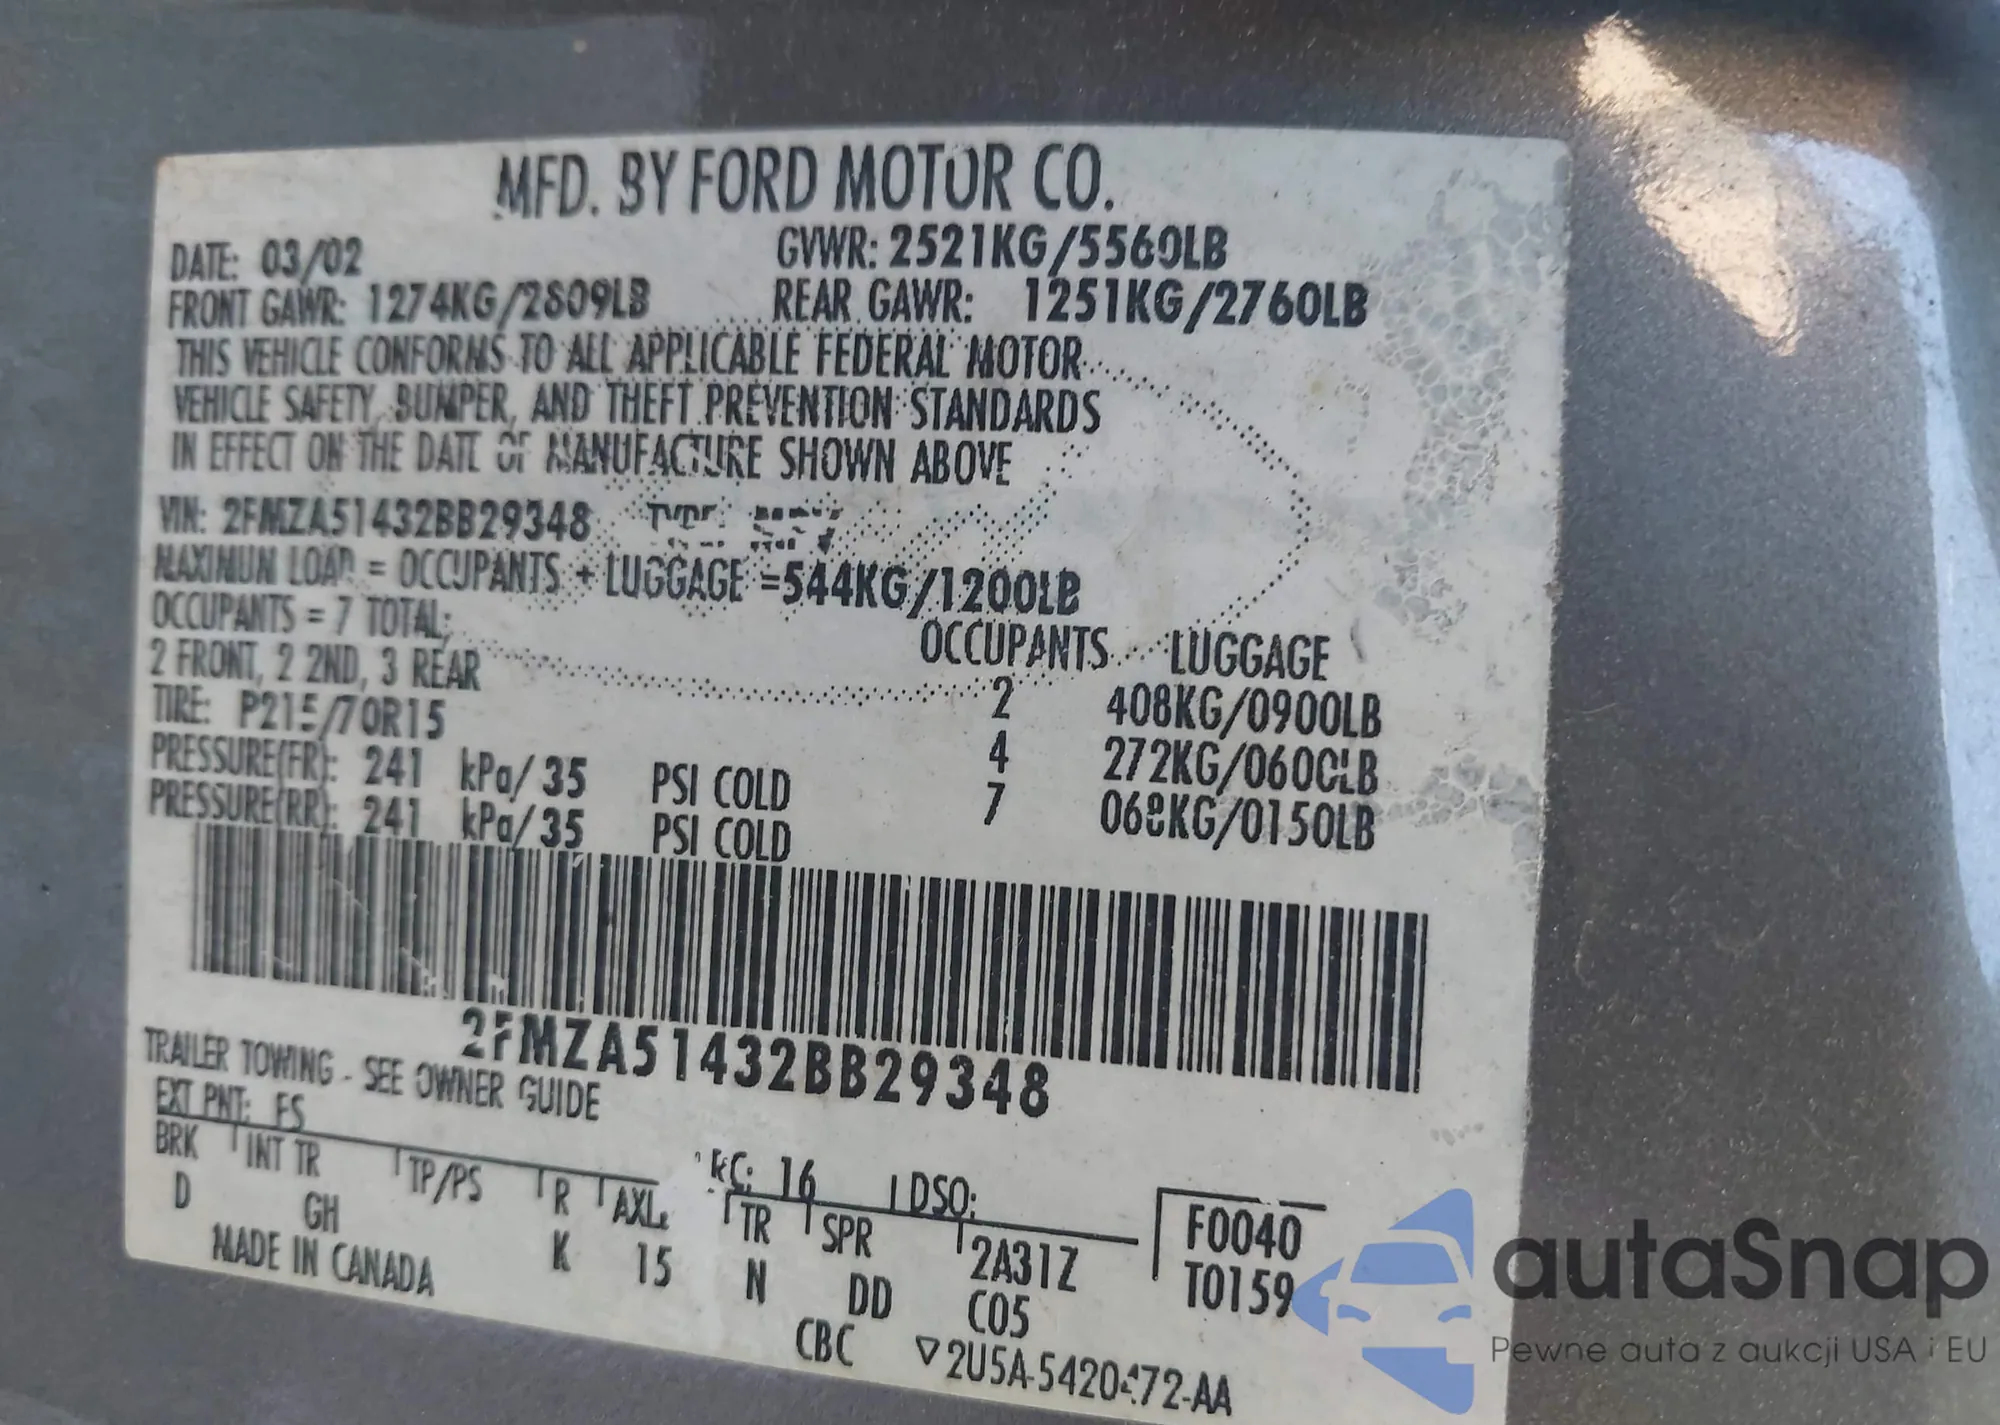 MFD. BY FORD MOTOR CO.
DATE: 03/02 GVWR: 2521KG/5560LB
FRONT GAWR: 1274KG/2809LB REAR GAWR: 1251KG/2760LB
THIS VEHICLE CONFORMS TO ALL APPLICABLE FEDERAL MOTOR
VEHICLE SAFETY, BUMPER, AND THEFT PREVENTION STANDARDS
IN EFFECT ON THE DATE OF MANUFACTURE SHOWN ABOVE
VIN: 2FMZA51432BB29348 TYPE:
MAXIMUN LOAD = OCCUPANTS + LUGGAGE =544KG/1200LB
OCCUPANTS = 7 TOTAL; OCCUPANTS LUGGAGE
2 FRONT, 2 2ND, 3 REAR 2 408KG/0900LB
TIRE: P215/70R15 4 272KG/0600LB
PRESSURE(FR): 241 kPa/35 PSI COLD 7 068KG/0150LB
PRESSURE(RR): 241 kPa/35 PSI COLD
2FMZA51432BB29348
TRAILER TOWING - SEE OWNER GUIDE
EXT PNT: FS RC: 16 DSO: F0040
BRK INT TR TP/PS R AXLE TR SPR 2A31Z T0159
D GH K 15 N DD C05
MADE IN CANADA CBC ▽2U5A-5420472-AA
autaSnap
Pewne auta z aukcji USA i EU